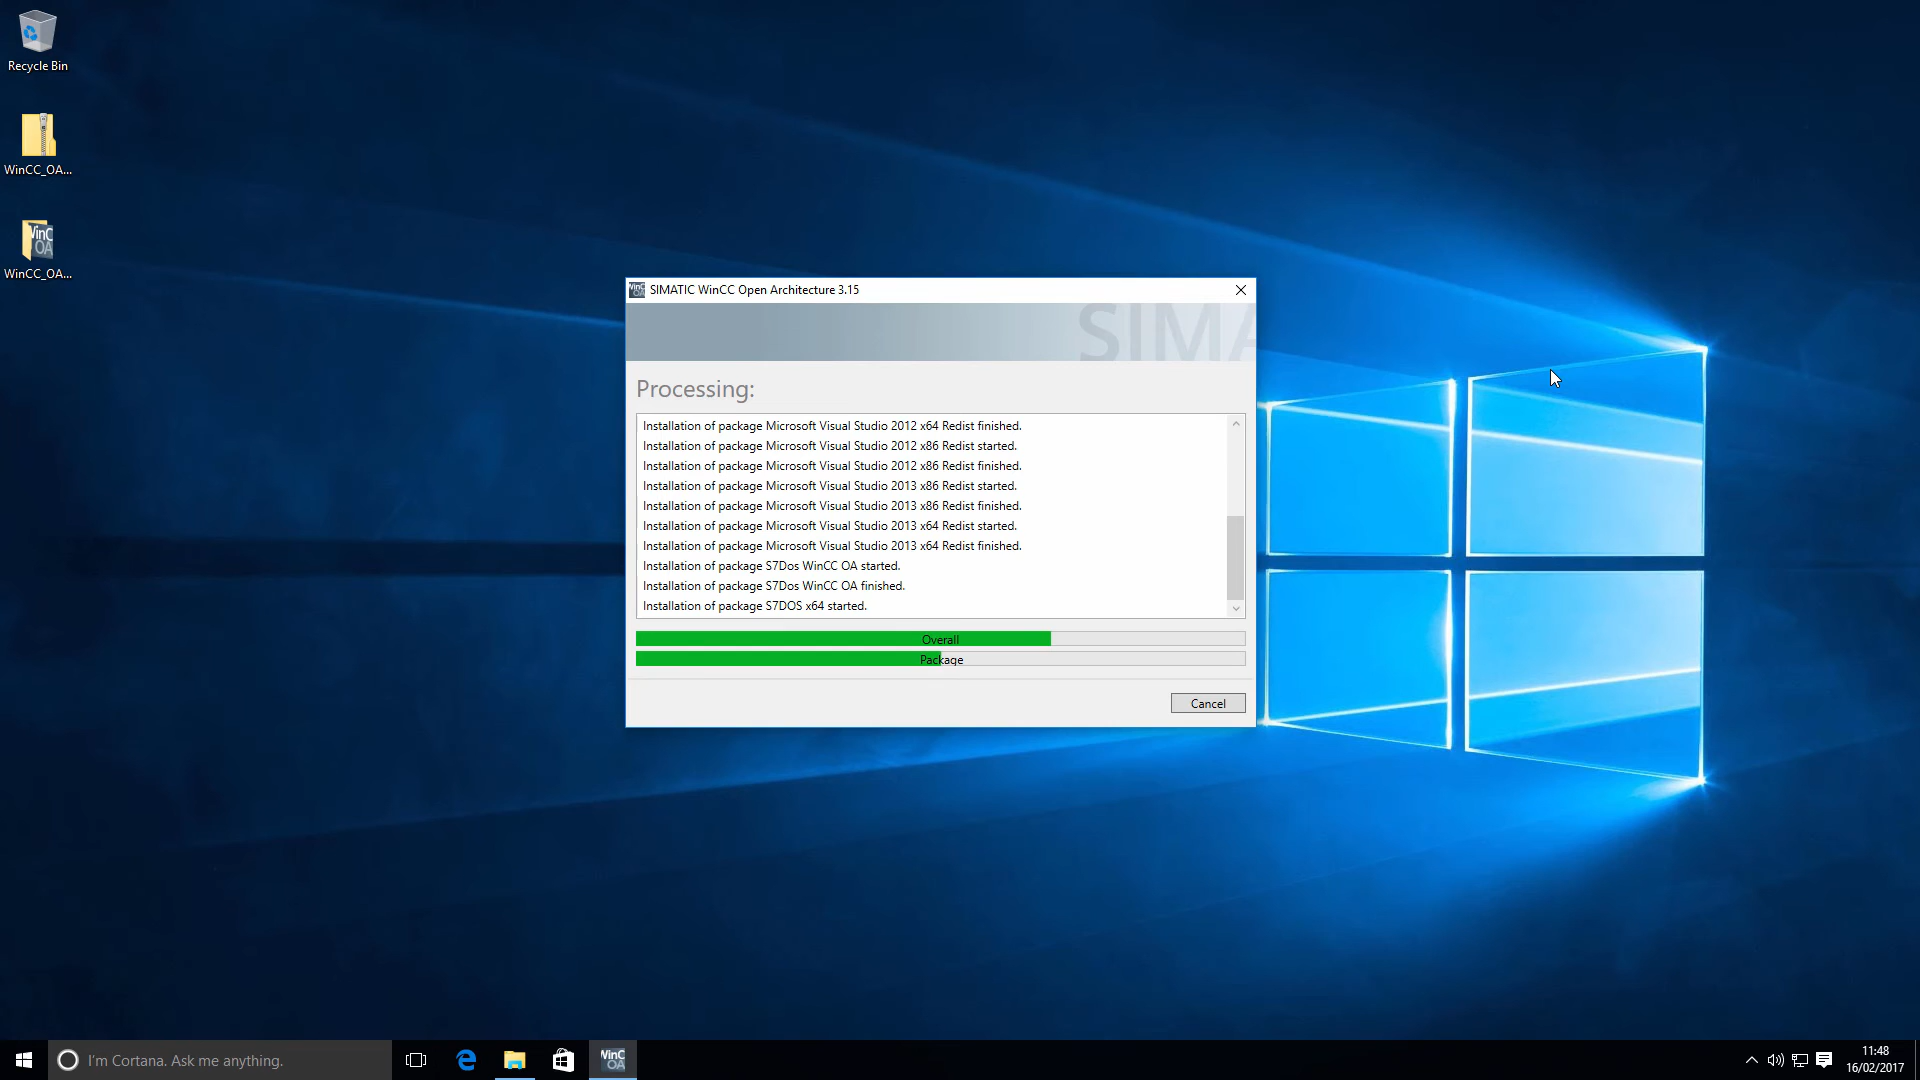 Recycle Bin
WinCC_OA...
WinCC_OA...
SIMATIC WinCC Open Architecture 3.15
SIMA
Processing:
Installation of package Microsoft Visual Studio 2012 x64 Redist finished.
Installation of package Microsoft Visual Studio 2012 x86 Redist started.
Installation of package Microsoft Visual Studio 2012 x86 Redist finished.
Installation of package Microsoft Visual Studio 2013 x86 Redist started.
Installation of package Microsoft Visual Studio 2013 x86 Redist finished.
Installation of package Microsoft Visual Studio 2013 x64 Redist started.
Installation of package Microsoft Visual Studio 2013 x64 Redist finished.
Installation of package S7Dos WinCC OA started.
Installation of package S7Dos WinCC OA finished.
Installation of package S7DOS x64 started.
Overall
Package
Cancel
I'm Cortana. Ask me anything.
WinC
OA
11:48
16/02/2017